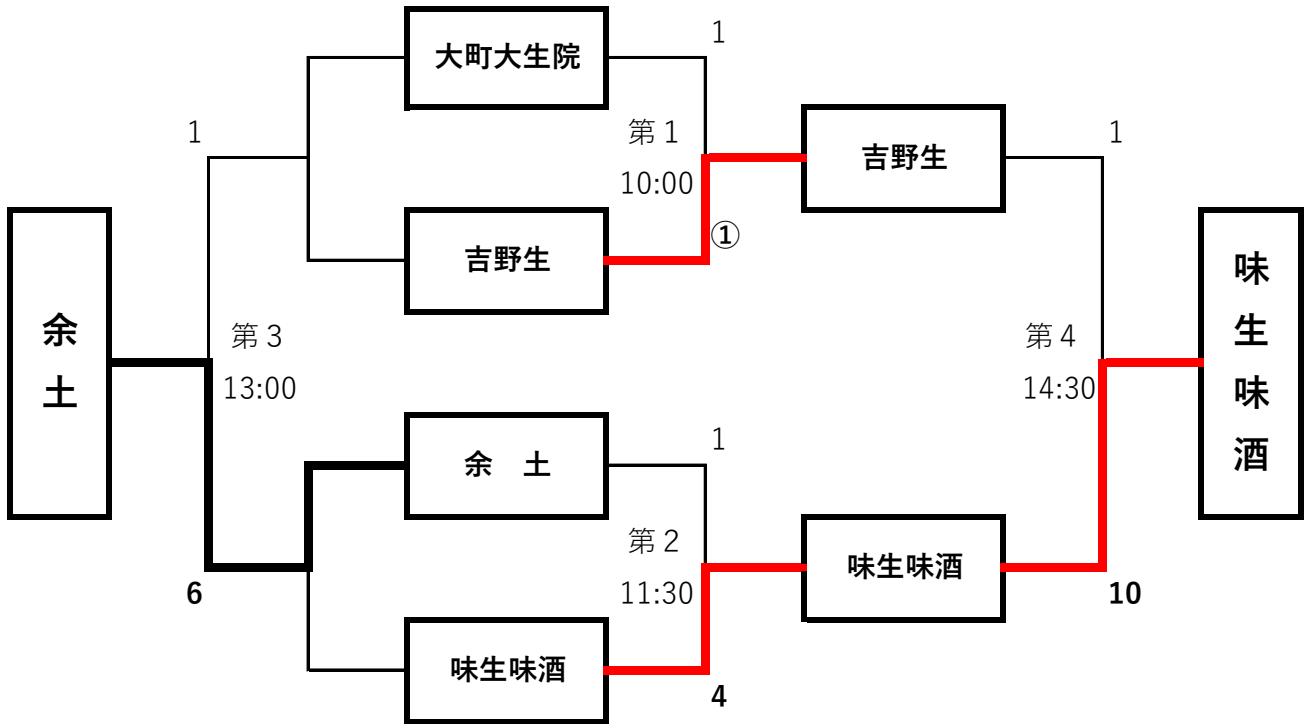 1
大町大生院
1
第1
10:00
吉野生
1
吉野生
①
余土
第3
13:00
味生味酒
第4
14:30
余　土
1
第2
11:30
味生味酒
6
10
味生味酒
4